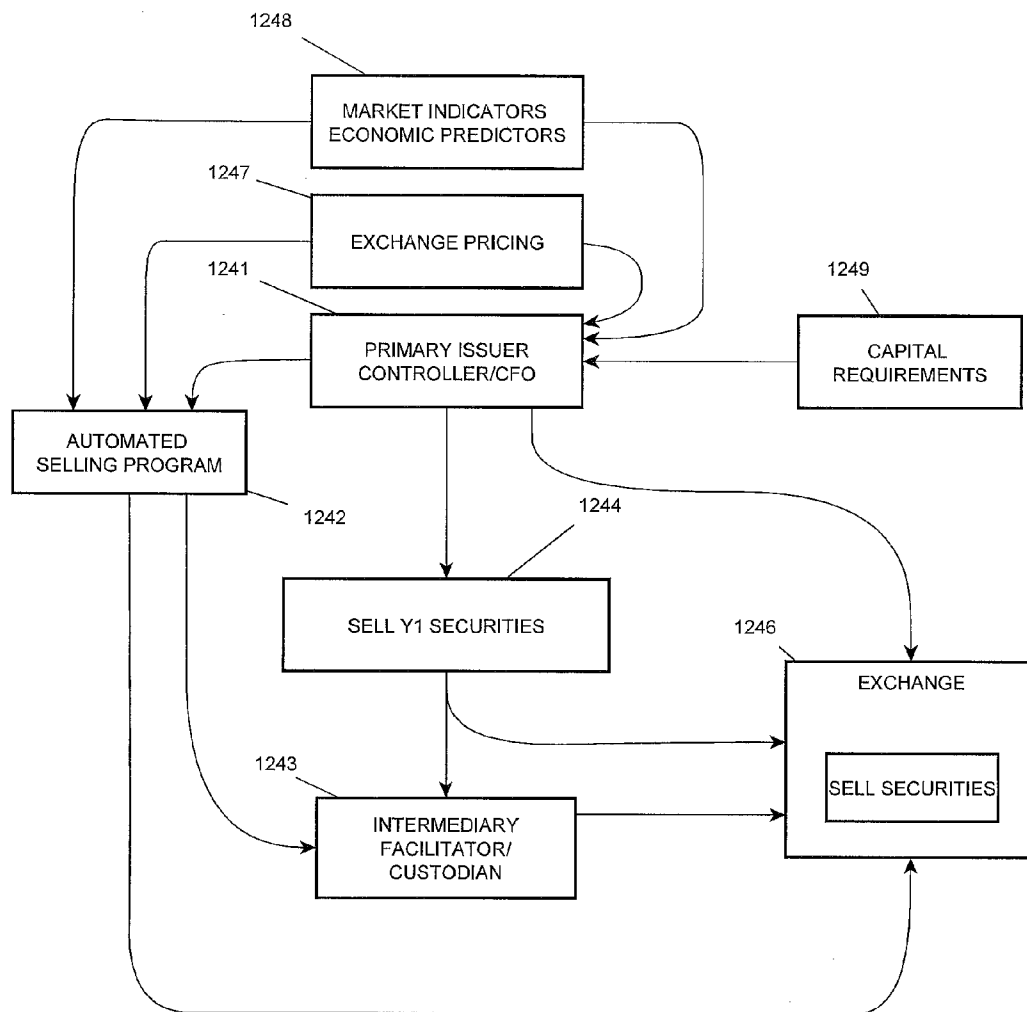 1248
MARKET INDICATORS
ECONOMIC PREDICTORS
1247
EXCHANGE PRICING
1241
PRIMARY ISSUER
CONTROLLER/CFO
1249
CAPITAL
REQUIREMENTS
AUTOMATED
SELLING PROGRAM
1242
1244
SELL Y1 SECURITIES
1246
EXCHANGE
SELL SECURITIES
1243
INTERMEDIARY
FACILITATOR/
CUSTODIAN